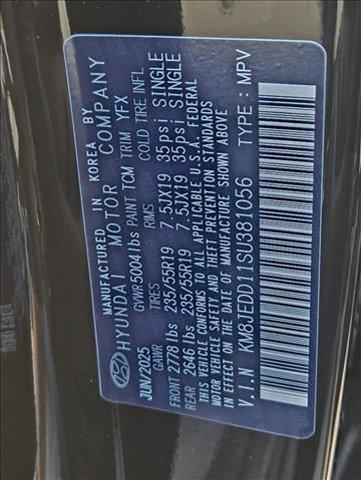 MANUFACTURED IN KOREA BY
HYUNDAI MOTOR COMPANY
JUN/2025 GVWR 5004 lbs PAINT TCM TRIM YFX
GAWR TIRES RIMS COLD TIRE INFL
FRONT 2778 lbs 235/55R19 7.5JX19 35psi SINGLE
REAR 2646 lbs 235/55R19 7.5JX19 35psi SINGLE
THIS VEHICLE CONFORMS TO ALL APPLICABLE U.S.A. FEDERAL
MOTOR VEHICLE SAFETY AND THEFT PREVENTION STANDARDS
IN EFFECT ON THE DATE OF MANUFACTURE SHOWN ABOVE
V.I.N KM8JEDD11SU381056 TYPE : MPV